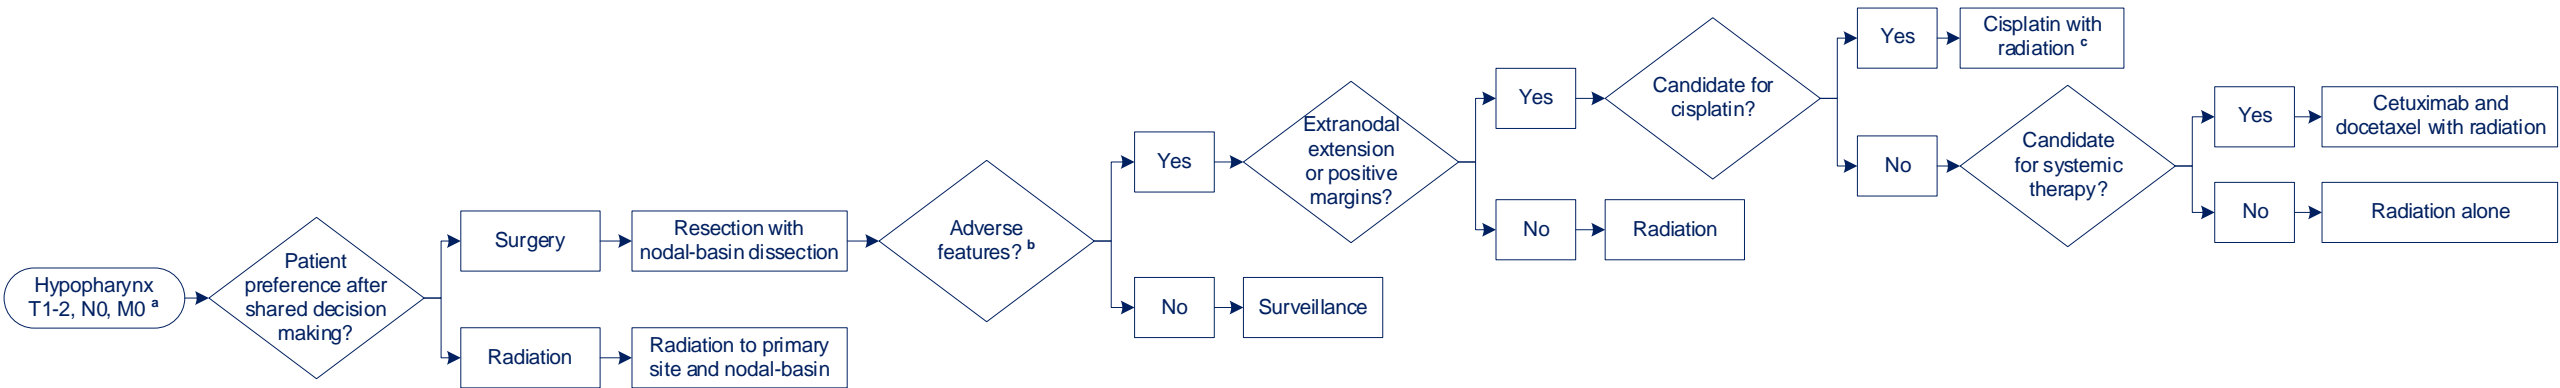 Hypopharynx
T1-2, N0, M0 a
Patient
preference after
shared decision
making?
Surgery
Resection with
nodal-basin dissection
Radiation
Radiation to primary
site and nodal-basin
Adverse
features? b
Yes
No
Surveillance
Extranodal
extension
or positive
margins?
Yes
No
Radiation
Candidate for
cisplatin?
Yes
Cisplatin with
radiation c
No
Candidate
for systemic
therapy?
Yes
Cetuximab and
docetaxel with radiation
No
Radiation alone